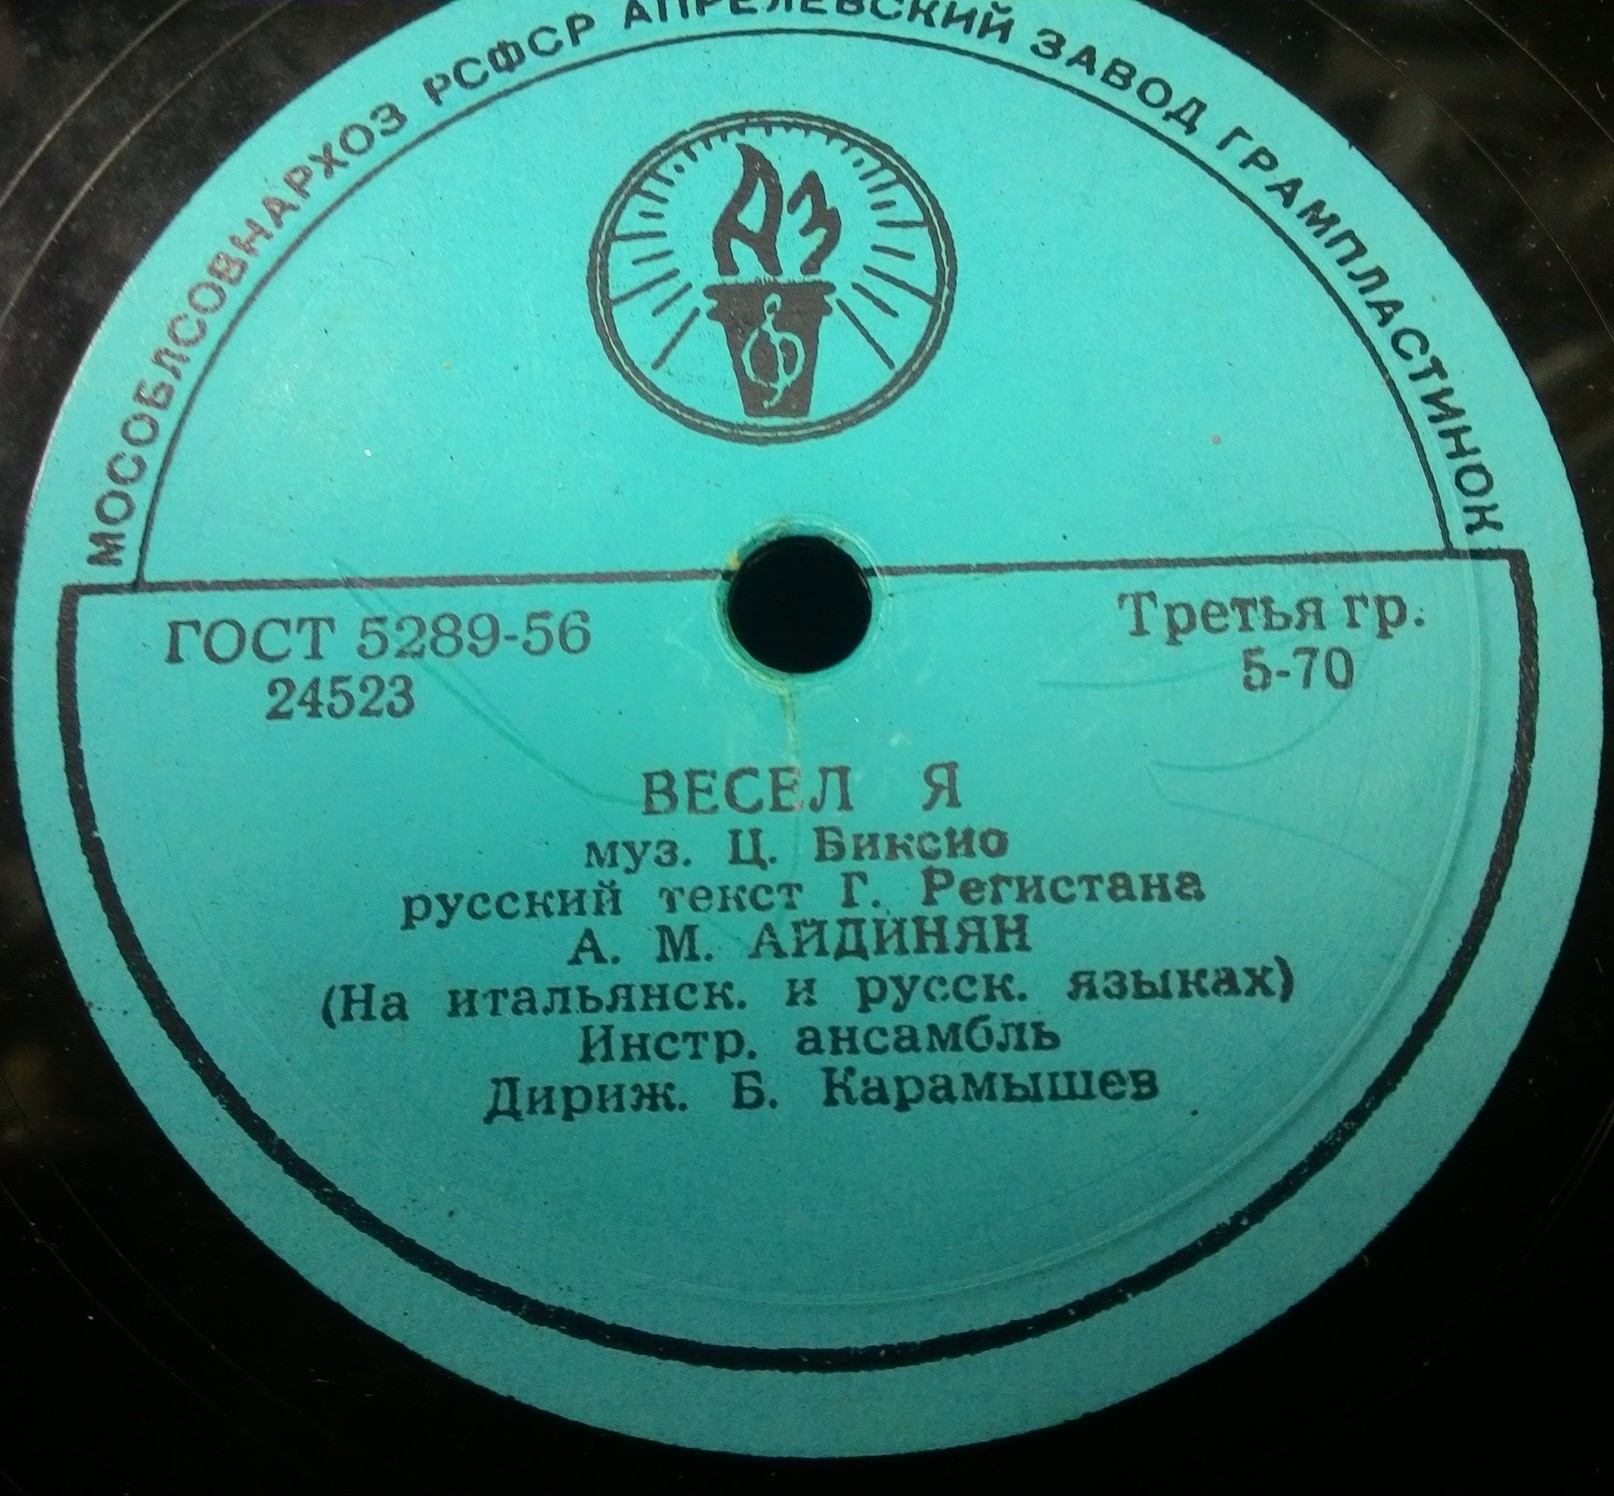 МОСОБЛСОВНАРХОЗ РСФСР АПРЕЛЕВСКИЙ ЗАВОД ГРАМПЛАСТИНОК
АЗ
ГОСТ 5289-56
24523
Третья гр.
5-70
ВЕСЕЛ Я
муз. Ц. Биксио
русский текст Г. Регистана
А. М. АЙДИНЯН
(На итальянск. и русск. языках)
Инстр. ансамбль
Дириж. Б. Карамышев